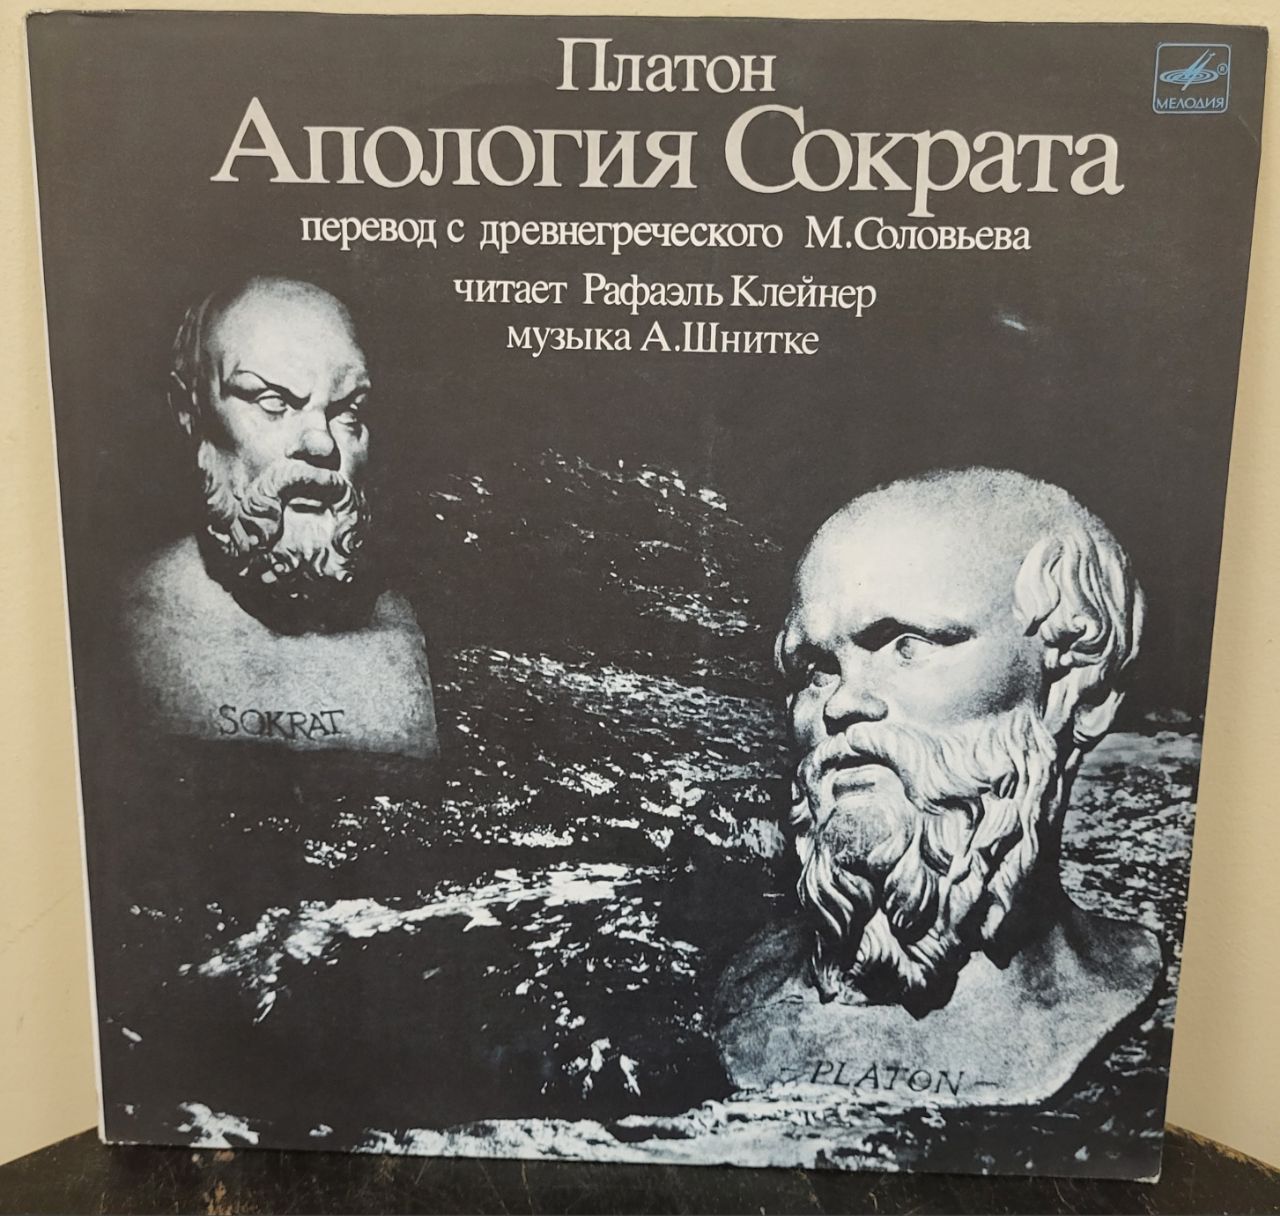 Платон
МЕЛОДИЯ
Апология Сократа
перевод с древнегреческого М.Соловьева
читает Рафаэль Клейнер
музыка А.Шнитке
SOKRAT
-PLATON-